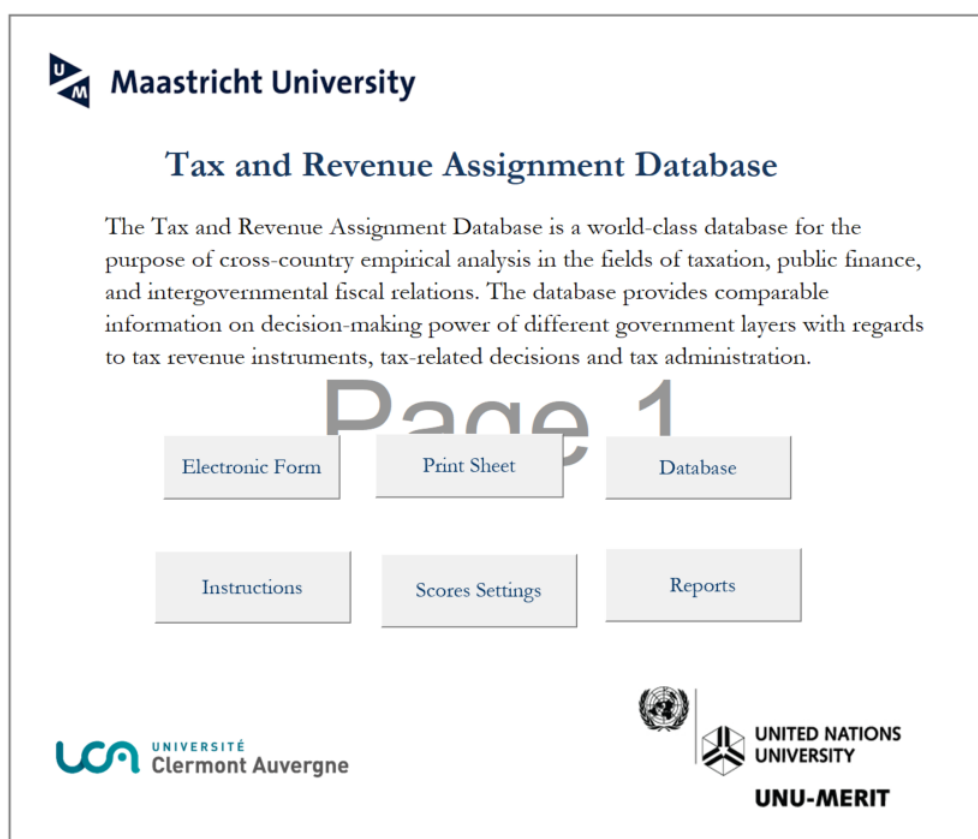 U
M
Maastricht University
Tax and Revenue Assignment Database
The Tax and Revenue Assignment Database is a world-class database for the
purpose of cross-country empirical analysis in the fields of taxation, public finance,
and intergovernmental fiscal relations. The database provides comparable
information on decision-making power of different government layers with regards
to tax revenue instruments, tax-related decisions and tax administration.
Page 1
Electronic Form
Print Sheet
Database
Instructions
Scores Settings
Reports
UCA
UNIVERSITÉ
Clermont Auvergne
UNITED NATIONS
UNIVERSITY
UNU-MERIT